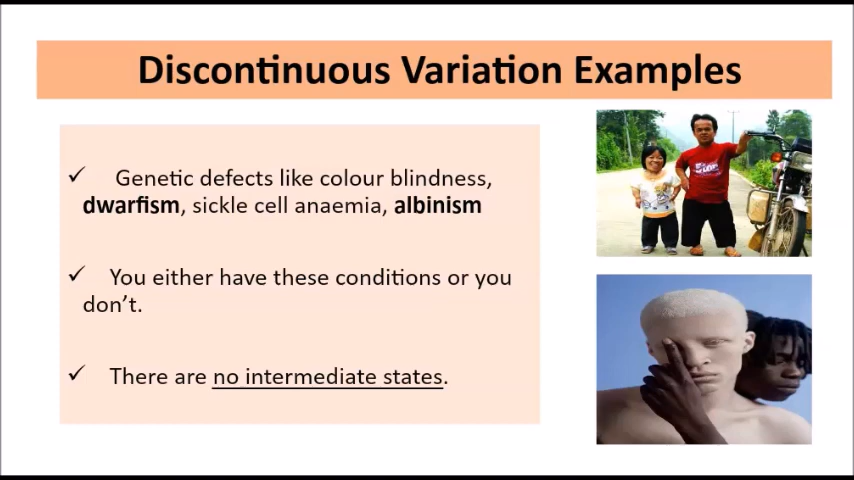 Discontinuous Variation Examples
✓ Genetic defects like colour blindness,
dwarfism, sickle cell anaemia, albinism
✓ You either have these conditions or you
don't.
✓ There are no intermediate states.